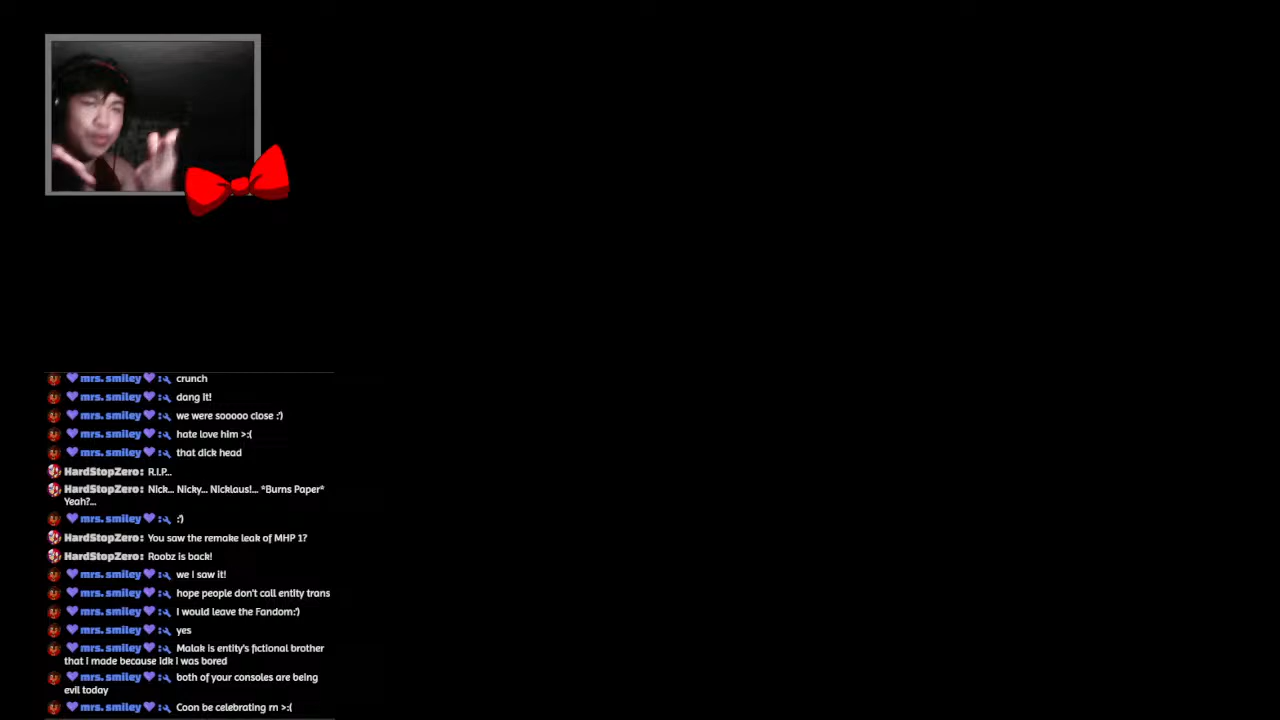 mrs. smiley : crunch
mrs. smiley : dang it!
mrs. smiley : we were sooooo close :')
mrs. smiley : hate love him >:(
mrs. smiley : that dick head
HardStopZero: R.I.P...
HardStopZero: Nick... Nicky... Nicklaus!... *Burns Paper*
Yeah?...
mrs. smiley : :')
HardStopZero: You saw the remake leak of MHP 1?
HardStopZero: Roobz is back!
mrs. smiley : we I saw it!
mrs. smiley : hope people don't call entity trans
mrs. smiley : I would leave the Fandom:')
mrs. smiley : yes
mrs. smiley : Malak is entity's fictional brother
that i made because idk i was bored
mrs. smiley : both of your consoles are being
evil today
mrs. smiley : Coon be celebrating rn >:(